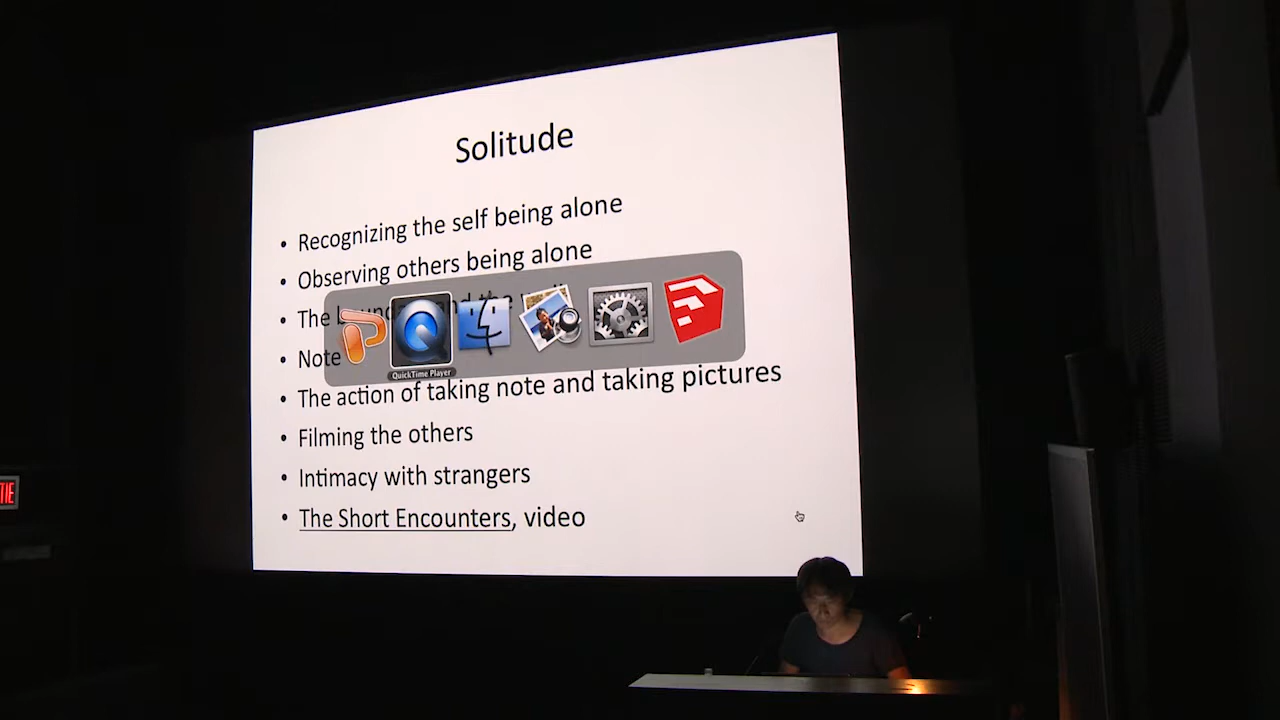 Solitude
• Recognizing the self being alone
• Observing others being alone
• The
• Note
QuickTime Player
• The action of taking note and taking pictures
• Filming the others
• Intimacy with strangers
• The Short Encounters, video
TIE